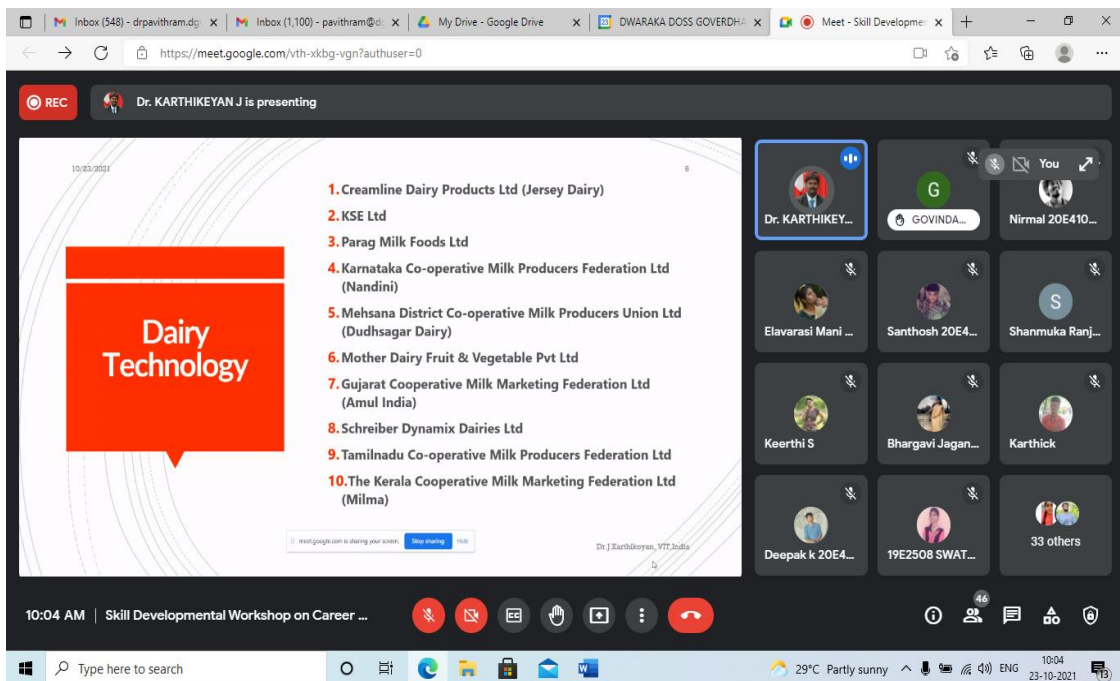 Inbox (548) - drpavithram.dg
Inbox (1,100) - pavithram@d
My Drive - Google Drive
23
DWARAKA DOSS GOVERDHA
Meet - Skill Developme
https://meet.google.com/vth-xkbg-vgn?authuser=0
REC
Dr. KARTHIKEYAN J is presenting
10/23/2021
6
Dairy
Technology
1. Creamline Dairy Products Ltd (Jersey Dairy)
2. KSE Ltd
3. Parag Milk Foods Ltd
4. Karnataka Co-operative Milk Producers Federation Ltd
(Nandini)
5. Mehsana District Co-operative Milk Producers Union Ltd
(Dudhsagar Dairy)
6. Mother Dairy Fruit & Vegetable Pvt Ltd
7. Gujarat Cooperative Milk Marketing Federation Ltd
(Amul India)
8. Schreiber Dynamix Dairies Ltd
9. Tamilnadu Co-operative Milk Producers Federation Ltd
10. The Kerala Cooperative Milk Marketing Federation Ltd
(Milma)
meet.google.com is sharing your screen.
Stop sharing
Hide
Dr.J.Karthikeyan, VIT,India
Dr. KARTHIKEY...
G
GOVINDA...
You
Nirmal 20E410...
Elavarasi Mani ...
Santhosh 20E4...
S
Shanmuka Ranj...
Keerthi S
Bhargavi Jagan...
Karthick
Deepak k 20E4...
19E2508 SWAT...
33 others
10:04 AM | Skill Developmental Workshop on Career ...
46
Type here to search
29°C Partly sunny
ENG
10:04
23-10-2021
13